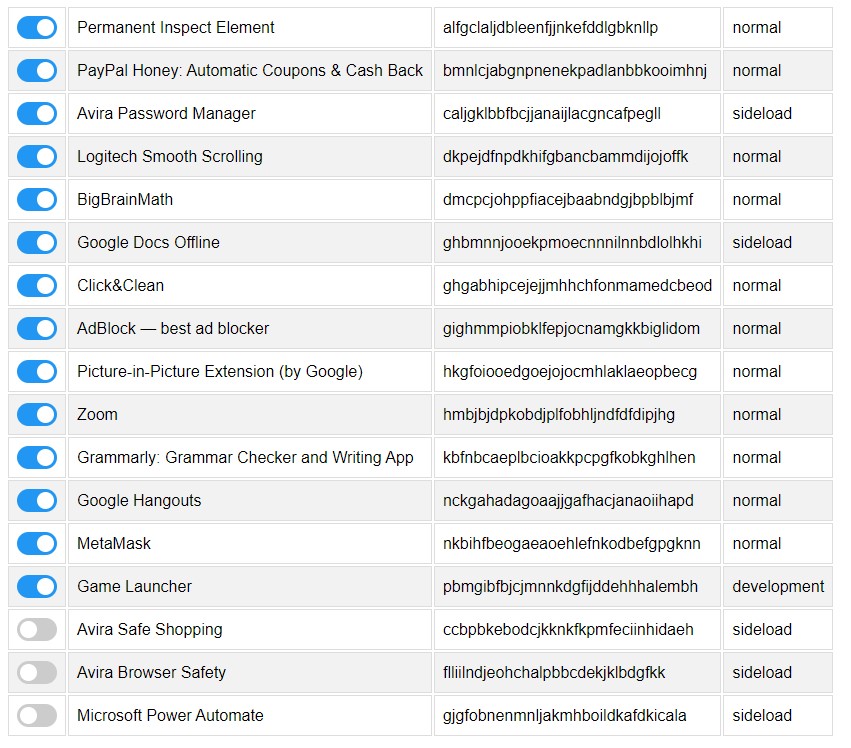 Permanent Inspect Element alfgclaljdbleenfjjnkefddlgbknllp normal
PayPal Honey: Automatic Coupons & Cash Back bmnlcjabgnpnenekpadlanbbkooimhnj normal
Avira Password Manager caljgklbbfbcjjanaijlacgncafpegll sideload
Logitech Smooth Scrolling dkpejdfnpdkhifgbancbammdijojoffk normal
BigBrainMath dmcpcjohppfiacejbaabndgjbpblbjmf normal
Google Docs Offline ghbmnnjooekpmoecnnnilnnbdlolhkhi sideload
Click&Clean ghgabhipcejejjmhhchfonmamedcbeod normal
AdBlock — best ad blocker gighmmpiobklfepjocnamgkkbiglidom normal
Picture-in-Picture Extension (by Google) hkgfoiooedgoejojocmhlaklaeopbecg normal
Zoom hmbjbjdpkobdjplfobhljndfdfdipjhg normal
Grammarly: Grammar Checker and Writing App kbfnbcaeplbcioakkpcpgfkobkghlhen normal
Google Hangouts nckgahadagoaajjgafhacjanaoiihapd normal
MetaMask nkbihfbeogaeaoehlefnkodbefgpgknn normal
Game Launcher pbmgibfbjcjmnnkdgfijddehhhalembh development
Avira Safe Shopping ccbpbkebodcjkknkfkpmfeciinhidaeh sideload
Avira Browser Safety flliilndjeohchalpbbcdekjklbdgfkk sideload
Microsoft Power Automate gjgfobnenmnljakmhboildkafdkicala sideload